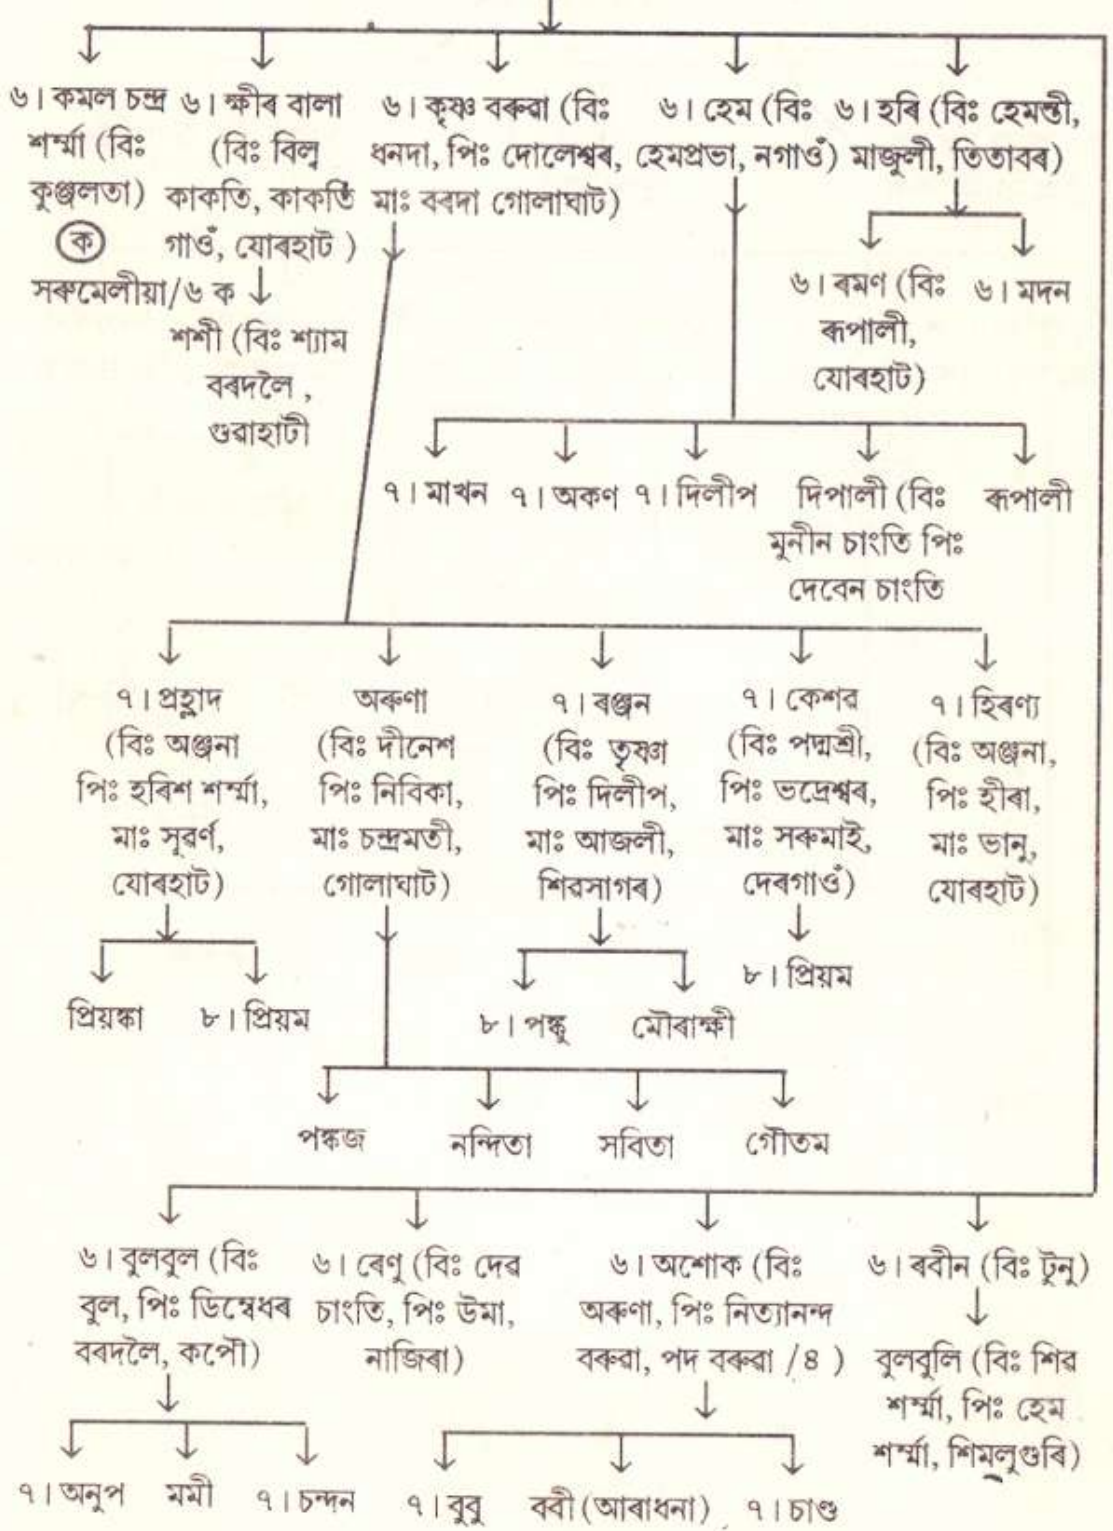 ৬। কমল চন্দ্ৰ
শৰ্ম্মা (বিঃ
কুঞ্জলতা)
ক
সৰুমেলীয়া/৬ ক
৬। ক্ষীৰ বালা
(বিঃ বিলু
কাকতি, কাকতি
গাওঁ, যোৰহাট )
শশী (বিঃ শ্যাম
বৰদলৈ ,
গুৱাহাটী
৬। কৃষ্ণ বৰুৱা (বিঃ
ধনদা, পিঃ দোলেশ্বৰ,
মাঃ বৰদা গোলাঘাট)
৬। হেম (বিঃ
হেমপ্ৰভা, নগাওঁ)
৬। হৰি (বিঃ হেমন্তী,
মাজুলী, তিতাবৰ)
৬। ৰমণ (বিঃ
ৰূপালী,
যোৰহাট)
৬। মদন
৭। মাখন
৭। অকণ
৭। দিলীপ
দিপালী (বিঃ
মুনীন চাংতি পিঃ
দেবেন চাংতি
ৰূপালী
৭। প্ৰহ্লাদ
(বিঃ অঞ্জনা
পিঃ হৰিশ শৰ্ম্মা,
মাঃ সূৱৰ্ণ,
যোৰহাট)
অৰুণা
(বিঃ দীনেশ
পিঃ নিবিকা,
মাঃ চন্দ্ৰমতী,
গোলাঘাট)
৭। ৰঞ্জন
(বিঃ তৃষ্ণা
পিঃ দিলীপ,
মাঃ আজলী,
শিৱসাগৰ)
৭। কেশৱ
(বিঃ পদ্মশ্ৰী,
পিঃ ভদ্ৰেশ্বৰ,
মাঃ সৰুমাই,
দেৰগাওঁ)
৭। হিৰণ্য
(বিঃ অঞ্জনা,
পিঃ হীৰা,
মাঃ ভানু,
যোৰহাট)
প্ৰিয়ঙ্কা
৮। প্ৰিয়ম
৮। পঙ্কু
মৌৰাক্ষী
৮। প্ৰিয়ম
পঙ্কজ
নন্দিতা
সবিতা
গৌতম
৬। বুলবুল (বিঃ
বুল, পিঃ ডিম্বেধৰ
বৰদলৈ, কপৌ)
৬। ৰেণু (বিঃ দেৱ
চাংতি, পিঃ উমা,
নাজিৰা)
৬। অশোক (বিঃ
অৰুণা, পিঃ নিত্যানন্দ
বৰুৱা, পদ বৰুৱা /৪ )
৬। ৰবীন (বিঃ টুনু)
বুলবুলি (বিঃ শিৱ
শৰ্ম্মা, পিঃ হেম
শৰ্ম্মা, শিমলুগুৰি)
৭। অনুপ
মমী
৭। চন্দন
৭। বুবু
ববী (আৰাধনা)
৭। চাণ্ড